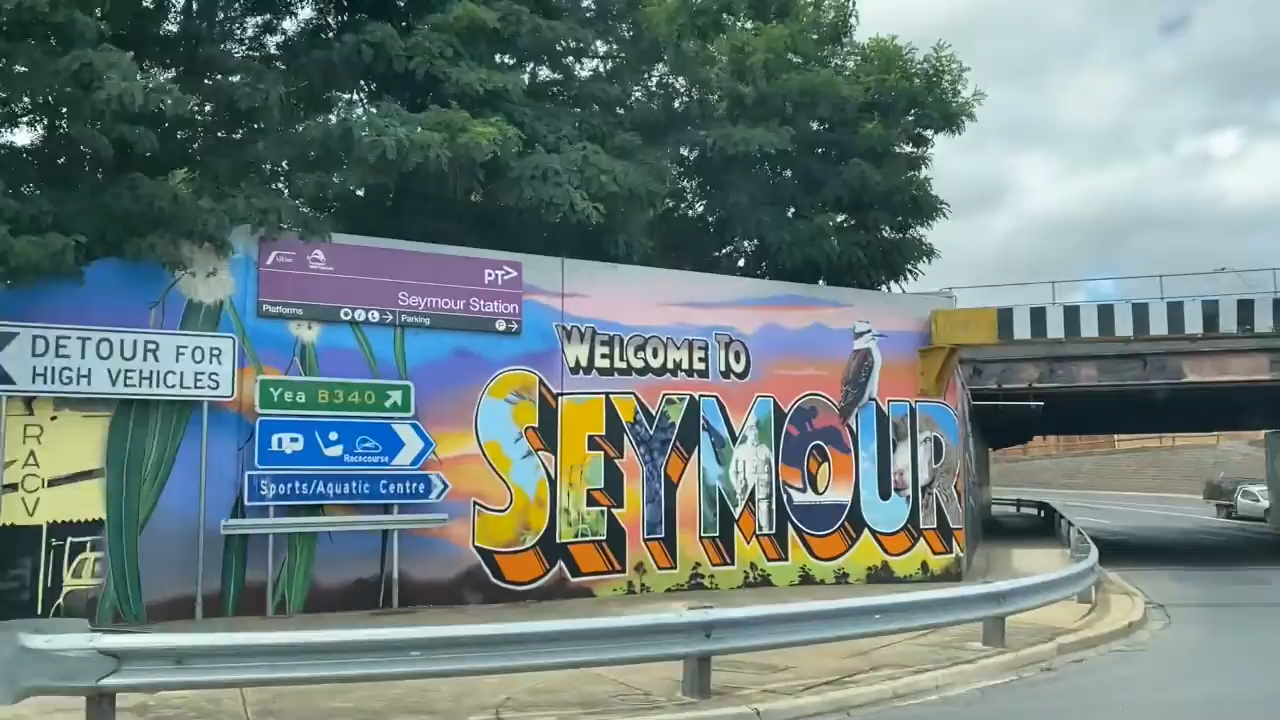 PT>
Seymour Station
Platforms
Parking
P
DETOUR FOR
HIGH VEHICLES
WELCOME TO
SEYMOUR
Yea B340
Racecourse
Sports/Aquatic Centre
RACV